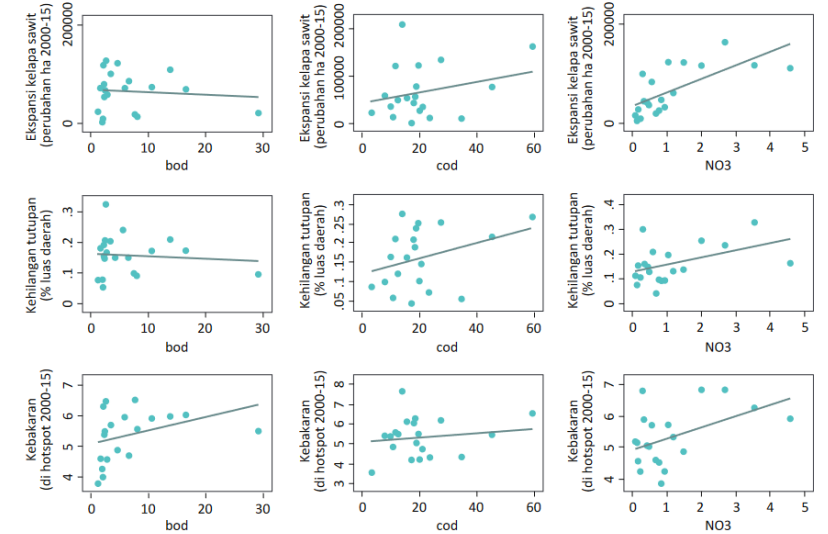 Ekspansi kelapa sawit
(perubahan ha 2000-15)
200000
0
0 10 20 30
bod
Ekspansi kelapa sawit
(perubahan ha 2000-15)
200000
100000
0
0 20 40 60
cod
Ekspansi kelapa sawit
(perubahan ha 2000-15)
200000
0
0 1 2 3 4 5
NO3
Kehilangan tutupan
(% luas daerah)
.3
.2
.1
0
0 10 20 30
bod
Kehilangan tutupan
(% luas daerah)
.3
.25
.2
.15
.1
.05
0 20 40 60
cod
Kehilangan tutupan
(% luas daerah)
.4
.3
.2
.1
0
0 1 2 3 4 5
NO3
Kebakaran
(di hotspot 2000-15)
7
6
5
4
0 10 20 30
bod
Kebakaran
(di hotspot 2000-15)
8
7
6
5
4
3
0 20 40 60
cod
Kebakaran
(di hotspot 2000-15)
7
6
5
4
0 1 2 3 4 5
NO3